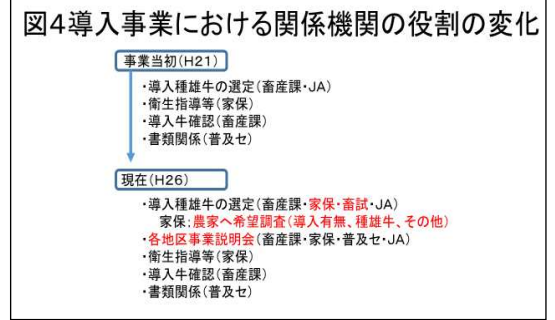 図4導入事業における関係機関の役割の変化
事業当初(H21)
・導入種雄牛の選定(畜産課・JA)
・衛生指導等(家保)
・導入牛確認(畜産課)
・書類関係(普及セ)
現在(H26)
・導入種雄牛の選定(畜産課・家保・畜試・JA)
家保;農家へ希望調査(導入有無、種雄牛、その他)
・各地区事業説明会(畜産課・家保・普及セ・JA)
・衛生指導等(家保)
・導入牛確認(畜産課)
・書類関係(普及セ)